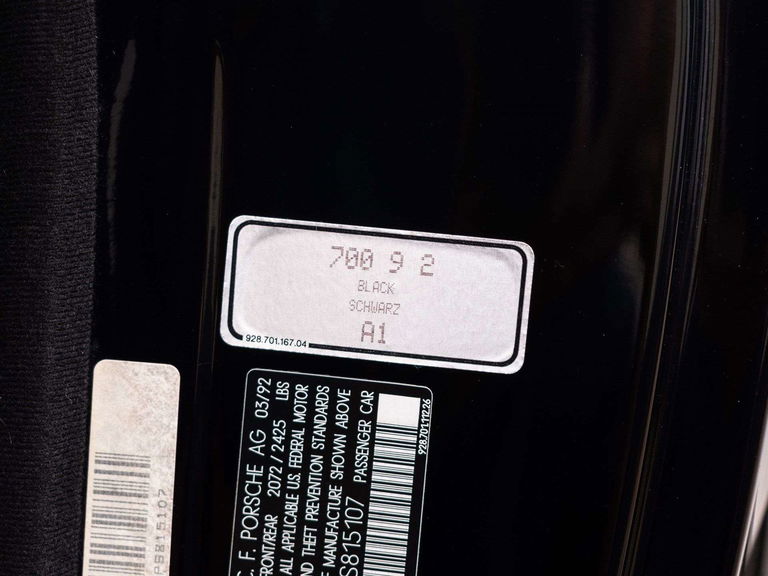 700 9 2
BLACK
SCHWARZ
A1
928.701.167.04
C. F. PORSCHE AG 03/92
FRONT/REAR 2072 / 2425 LBS
ALL APPLICABLE U.S. FEDERAL MOTOR
AND THEFT PREVENTION STANDARDS
MANUFACTURE SHOWN ABOVE
S815107 PASSENGER CAR
928.701.112.26
PS815107